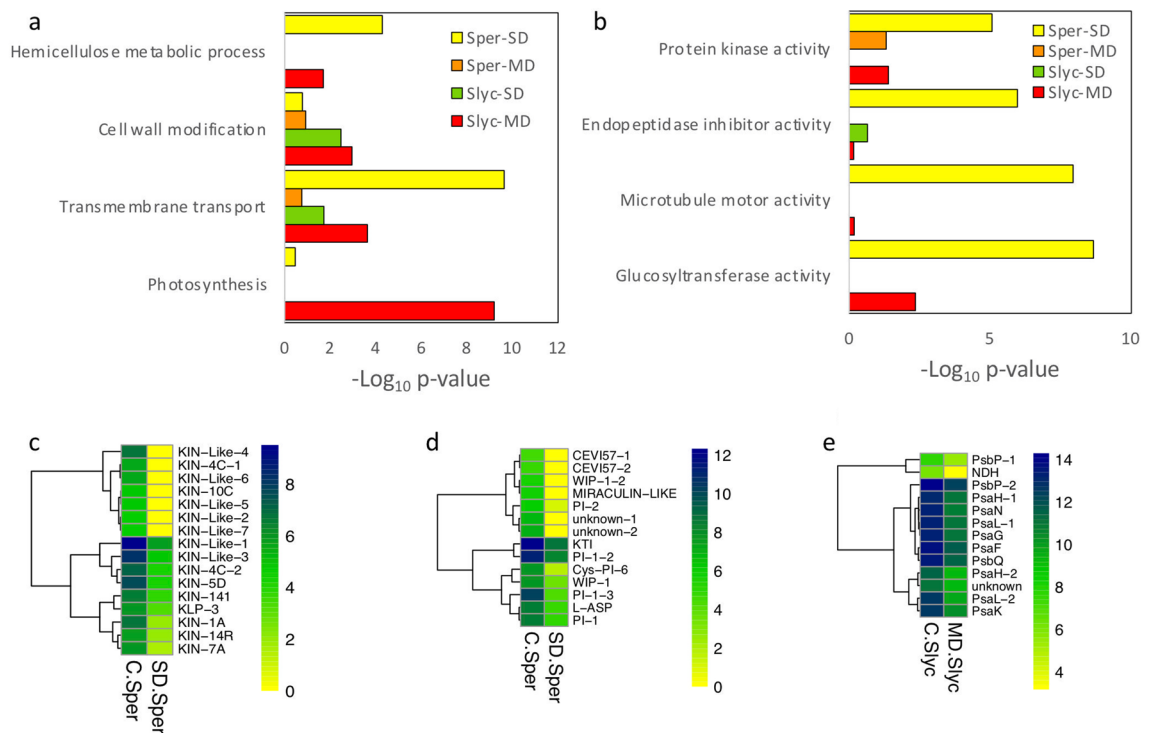 a
Hemicellulose metabolic process
Cell wall modification
Transmembrane transport
Photosynthesis
Sper-SD
Sper-MD
Slyc-SD
Slyc-MD
0 2 4 6 8 10 12
-Log10 p-value
b
Protein kinase activity
Endopeptidase inhibitor activity
Microtubule motor activity
Glucosyltransferase activity
Sper-SD
Sper-MD
Slyc-SD
Slyc-MD
0 5 10
-Log10 p-value
c
KIN-Like-4
KIN-4C-1
KIN-Like-6
KIN-10C
KIN-Like-5
KIN-Like-2
KIN-Like-7
KIN-Like-1
KIN-Like-3
KIN-4C-2
KIN-5D
KIN-141
KLP-3
KIN-1A
KIN-14R
KIN-7A
C.Sper
SD.Sper
8
6
4
2
0
d
CEVI57-1
CEVI57-2
WIP-1-2
MIRACULIN-LIKE
PI-2
unknown-1
unknown-2
KTI
PI-1-2
Cys-PI-6
WIP-1
PI-1-3
L-ASP
PI-1
C.Sper
SD.Sper
12
10
8
6
4
2
0
e
PsbP-1
NDH
PsbP-2
PsaH-1
PsaN
PsaL-1
PsaG
PsaF
PsbQ
PsaH-2
unknown
PsaL-2
PsaK
C.Slyc
MD.Slyc
14
12
10
8
6
4